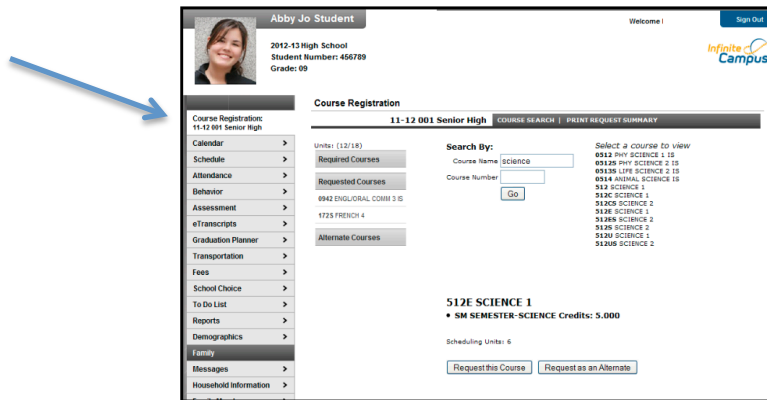 Abby Jo Student
Welcome!
Sign Out
2012-13 High School
Student Number: 456789
Grade: 09
Infinite
Campus
Course Registration:
11-12 001 Senior High
Calendar
Schedule
Attendance
Behavior
Assessment
eTranscripts
Graduation Planner
Transportation
Fees
School Choice
To Do List
Reports
Demographics
Family
Messages
Household Information
Course Registration
11-12 001 Senior High COURSE SEARCH | PRINT REQUEST SUMMARY
Units: (12/18)
Required Courses
Requested Courses
0942 ENGL/ORAL COMM 3 IS
1725 FRENCH 4
Alternate Courses
Search By:
Course Name science
Course Number
Go
Select a course to view
0512 PHY SCIENCE 1 IS
0512S PHY SCIENCE 2 IS
0513S LIFE SCIENCE 2 IS
0514 ANIMAL SCIENCE IS
512 SCIENCE 1
512C SCIENCE 1
512CS SCIENCE 2
512E SCIENCE 1
512ES SCIENCE 2
512S SCIENCE 2
512U SCIENCE 1
512US SCIENCE 2
512E SCIENCE 1
• SM SEMESTER-SCIENCE Credits: 5.000
Scheduling Units: 6
Request this Course
Request as an Alternate